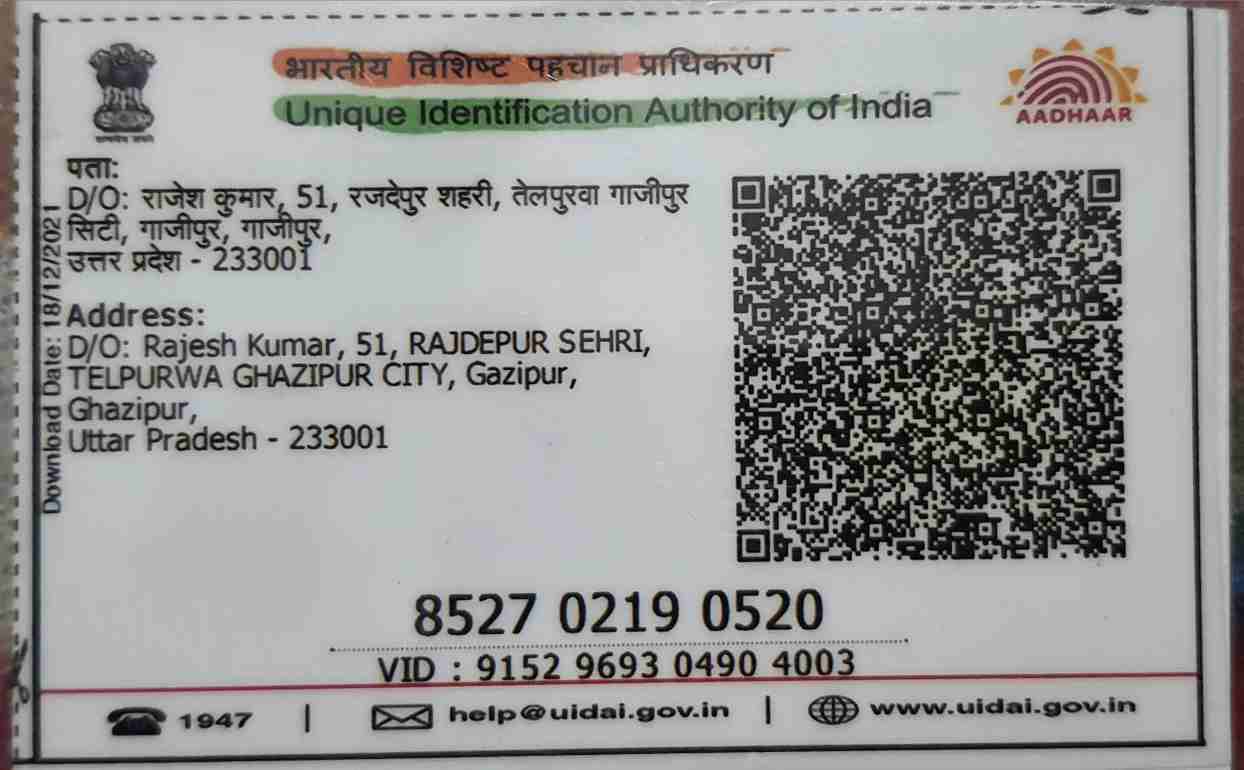 भारतीय विशिष्ट पहचान प्राधिकरण
Unique Identification Authority of India
AADHAAR
पता:
D/O: राजेश कुमार, 51, रजदेपुर शहरी, तेलपुरवा गाजीपुर
सिटी, गाजीपुर, गाजीपुर,
उत्तर प्रदेश - 233001
Address:
D/O: Rajesh Kumar, 51, RAJDEPUR SEHRI,
TELPURWA GHAZIPUR CITY, Gazipur,
Ghazipur,
Uttar Pradesh - 233001
Download Date: 18/12/2021
8527 0219 0520
VID : 9152 9693 0490 4003
1947 | help@uidai.gov.in | www.uidai.gov.in